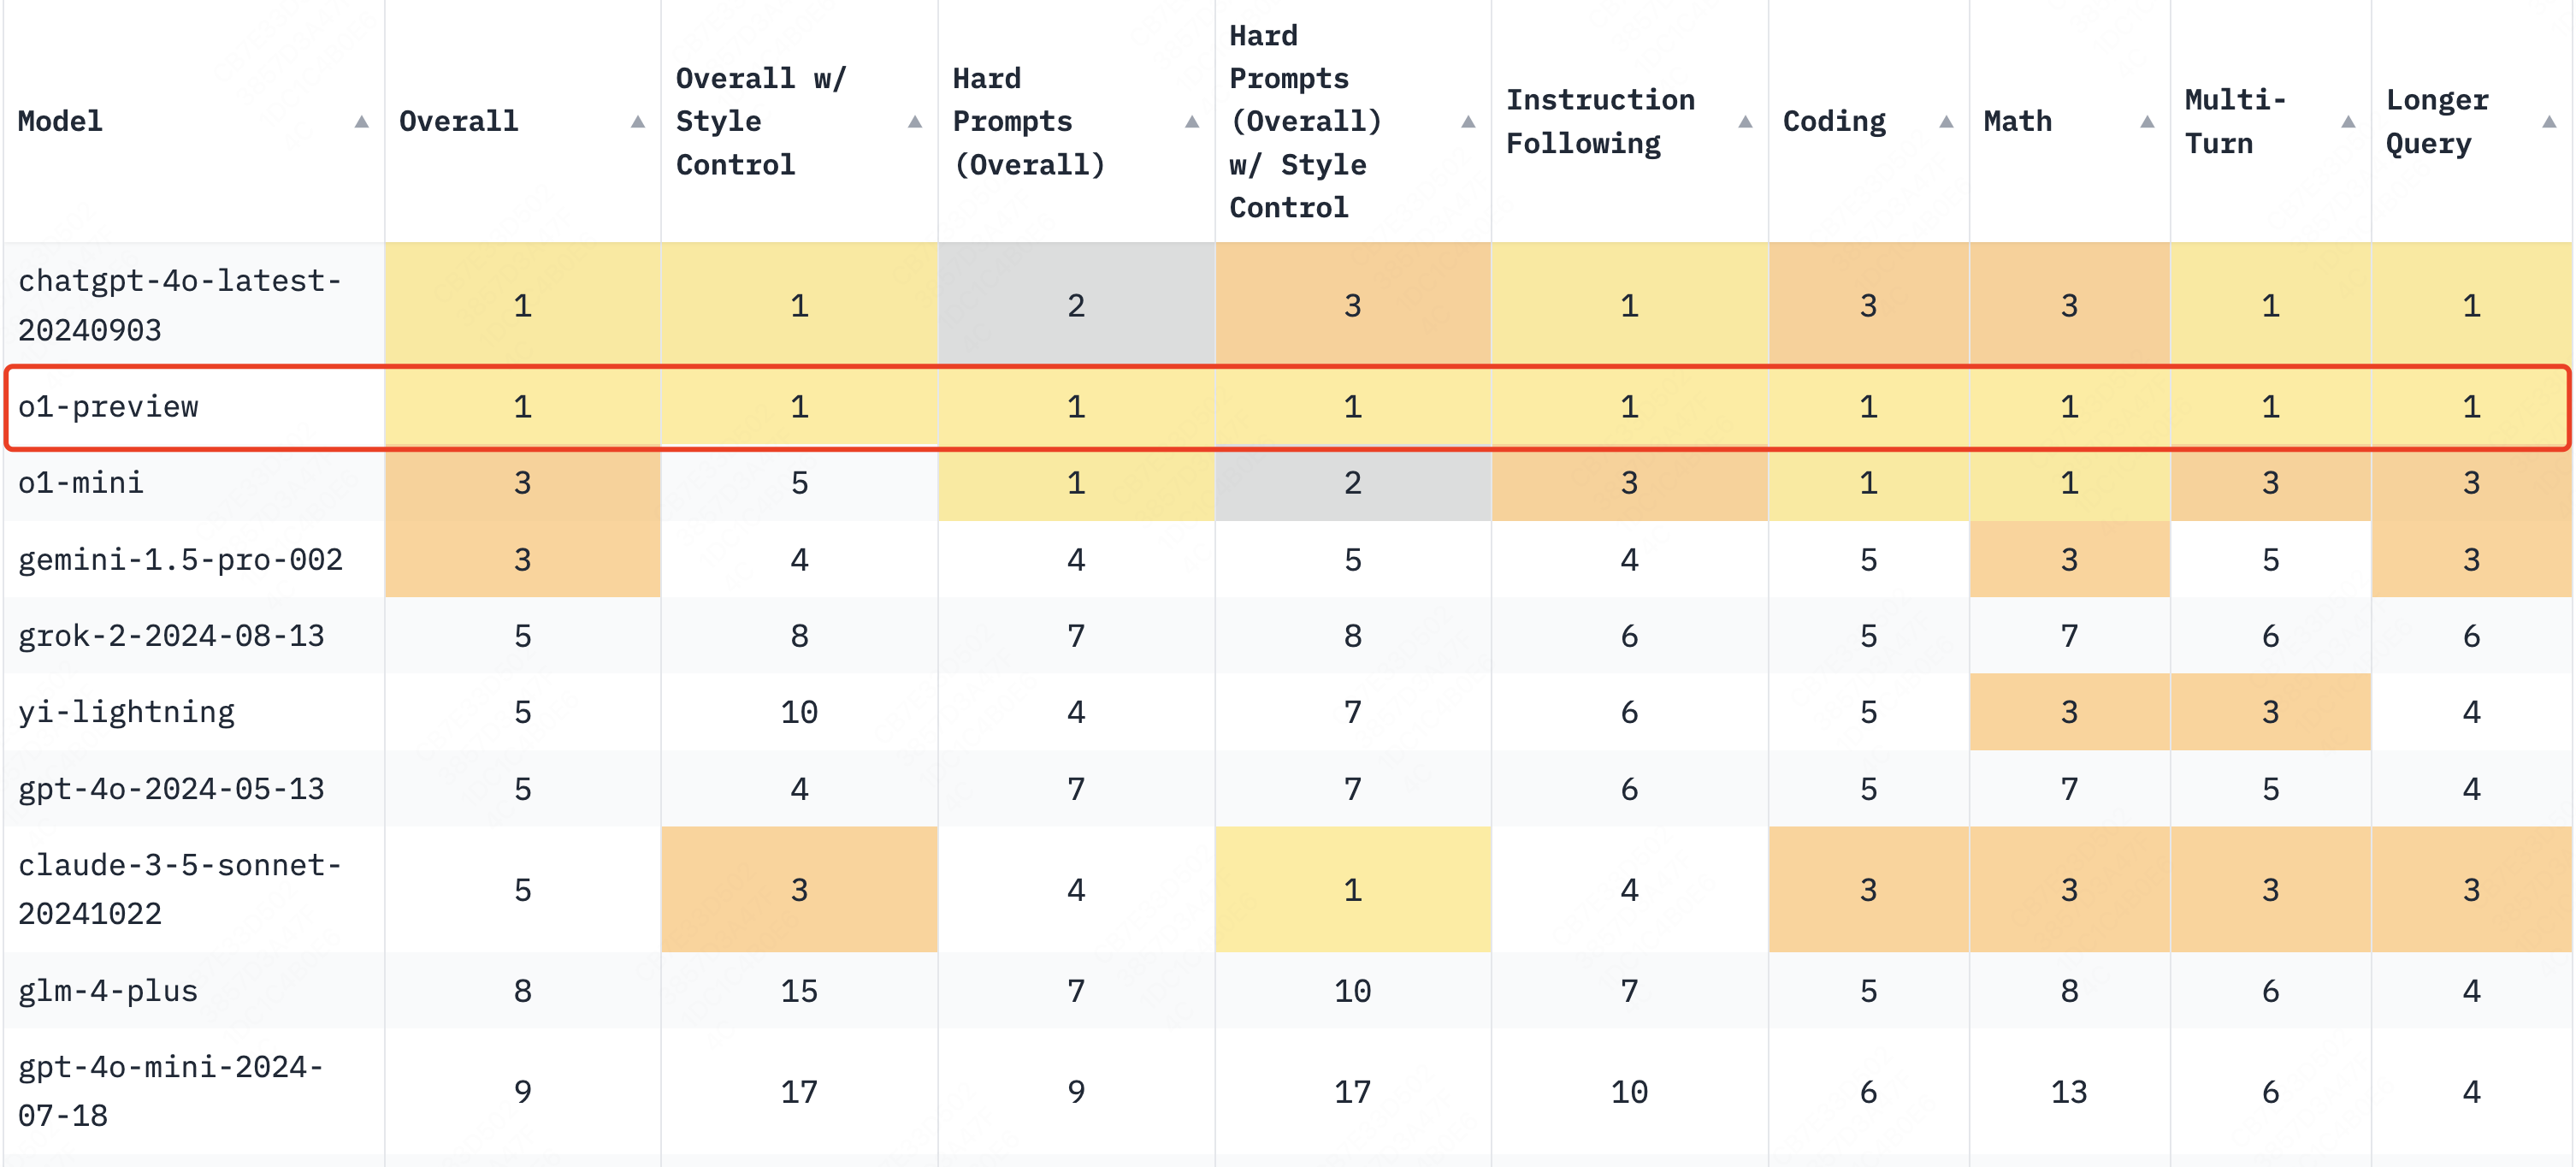 Model Overall Overall w/ Style Control Hard Prompts (Overall) Hard Prompts (Overall) w/ Style Control Instruction Following Coding Math Multi-Turn Longer Query
chatgpt-4o-latest-20240903 1 1 2 3 1 3 3 1 1
o1-preview 1 1 1 1 1 1 1 1 1
o1-mini 3 5 1 2 3 1 1 3 3
gemini-1.5-pro-002 3 4 4 5 4 5 3 5 3
grok-2-2024-08-13 5 8 7 8 6 5 7 6 6
yi-lightning 5 10 4 7 6 5 3 3 4
gpt-4o-2024-05-13 5 4 7 7 6 5 7 5 4
claude-3-5-sonnet-20241022 5 3 4 1 4 3 3 3 3
glm-4-plus 8 15 7 10 7 5 8 6 4
gpt-4o-mini-2024-07-18 9 17 9 17 10 6 13 6 4